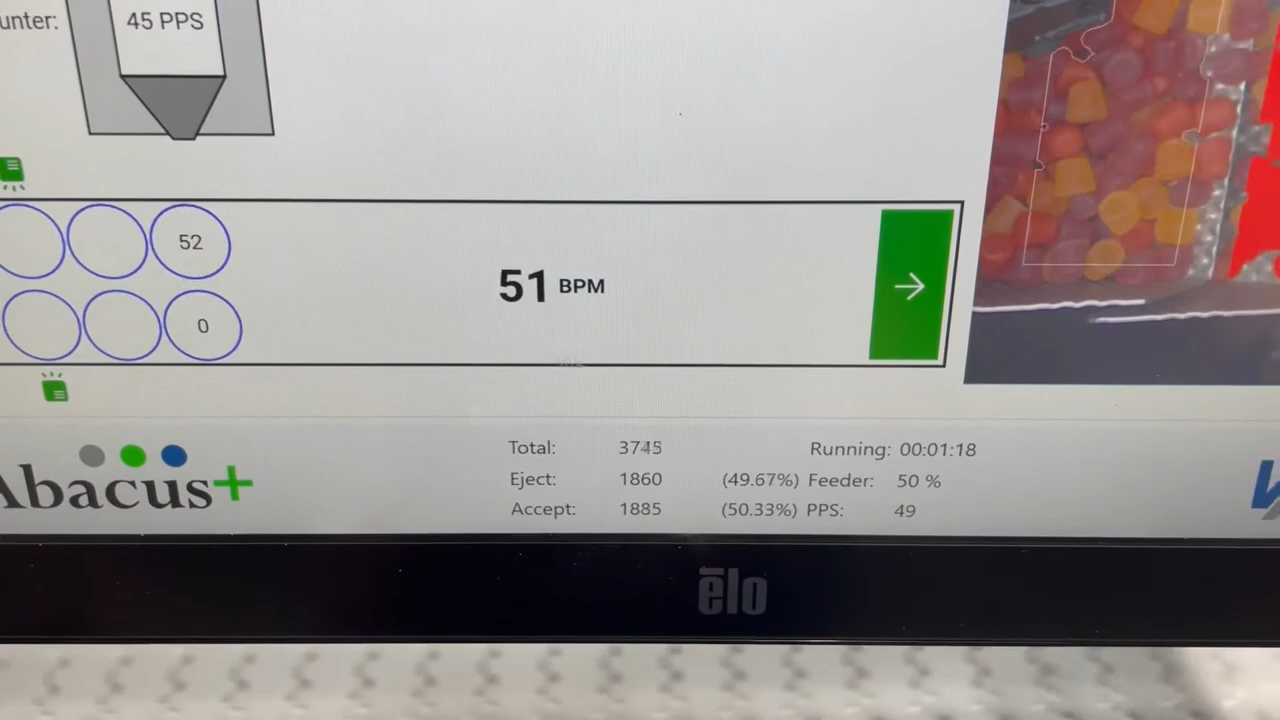 unter:
45 PPS
52
51 BPM
0
Abacus+
Total: 3745
Running: 00:01:18
Eject: 1860 (49.67%)
Feeder: 50 %
Accept: 1885 (50.33%)
PPS: 49
elo